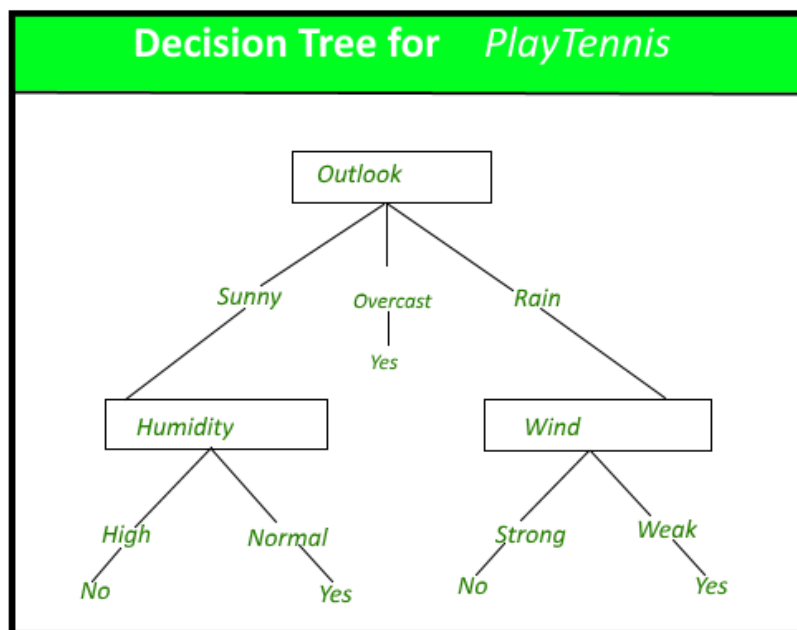 Decision Tree for PlayTennis
Outlook
Sunny Overcast Rain
Yes
Humidity Wind
High Normal Strong Weak
No Yes No Yes